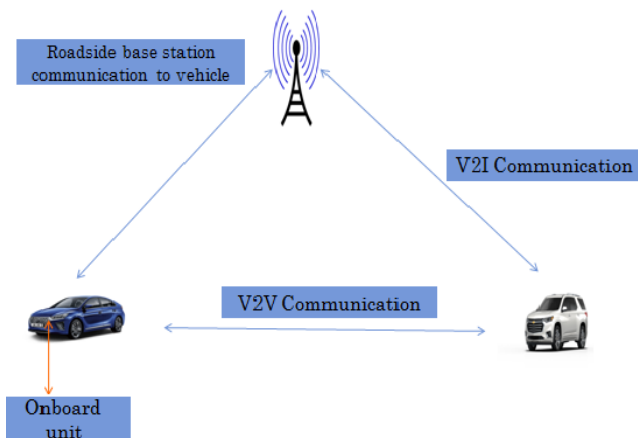 Roadside base station
communication to vehicle
V2I Communication
V2V Communication
Onboard
unit